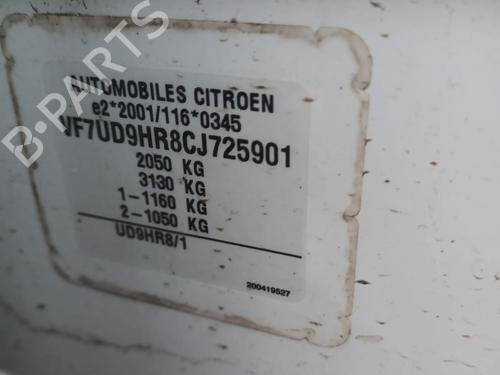 B-PARTS
AUTOMOBILES CITROEN
e2*2001/116*0345
VF7UD9HR8CJ725901
2050 KG
3130 KG
1-1160 KG
2-1050 KG
UD9HR8/1
200419527